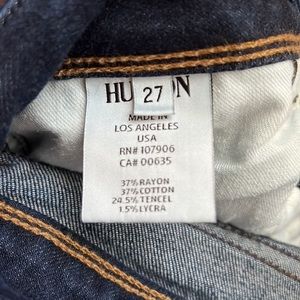 HU 27 N
MADE IN
LOS ANGELES
USA
RN# 107906
CA# 00635
37% RAYON
37% COTTON
24.5% TENCEL
1.5% LYCRA